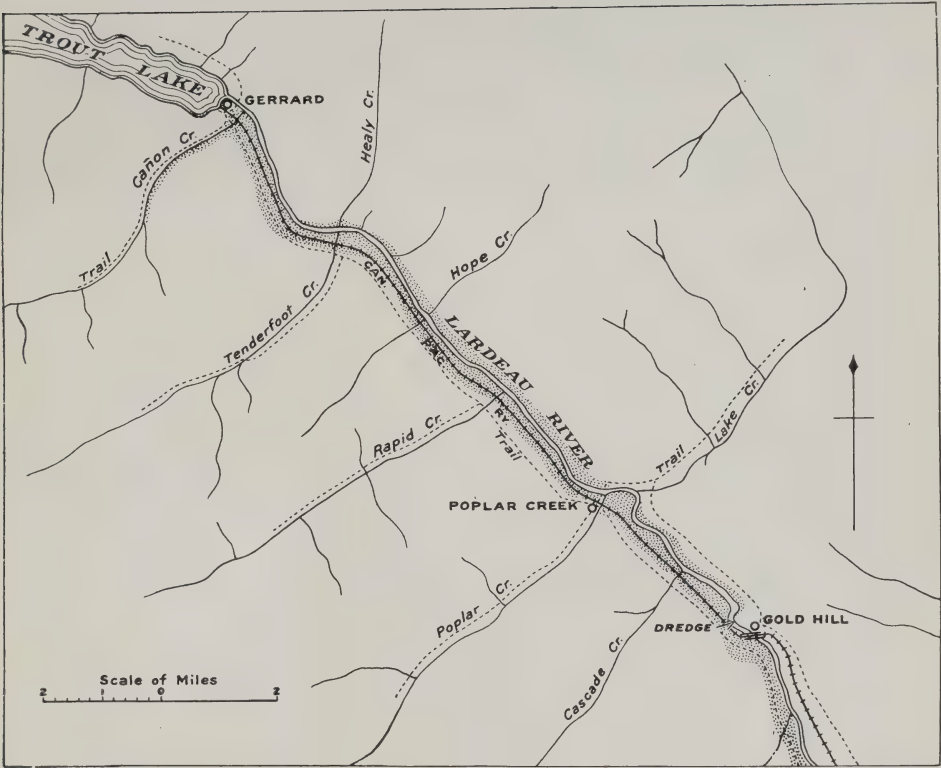 TROUT LAKE
GERRARD
Healy Cr.
Cañon Cr.
Trail
Hope Cr.
CAN.
Tenderfoot Cr.
LARDEAU RIVER
PAC.
RY.
Rapid Cr.
Trail
Trail
Lake Cr.
POPLAR CREEK
Poplar Cr.
DREDGE
GOLD HILL
Cascade Cr.
Scale of Miles
2 1 0 2